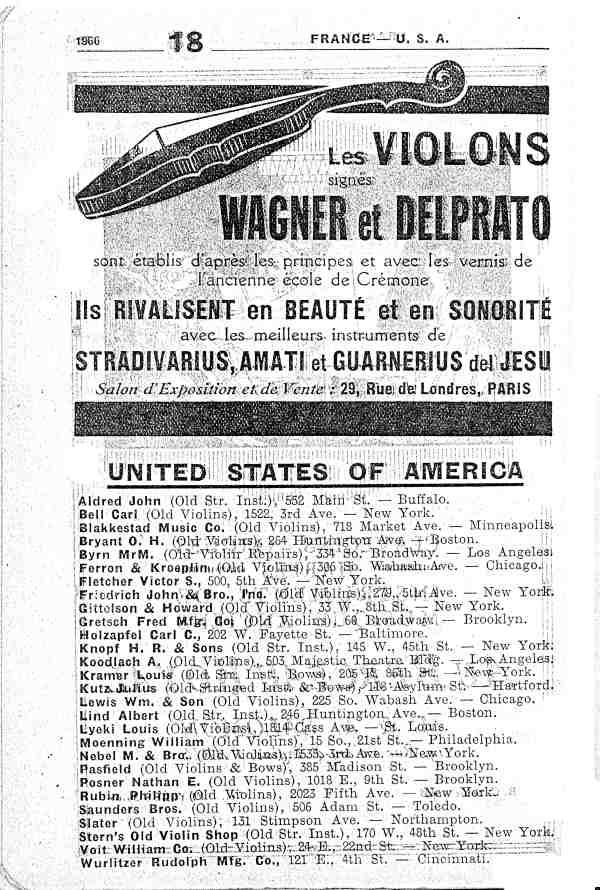 1966 18 FRANCE — U. S. A.
Les VIOLONS
signés
WAGNER et DELPRATO
sont établis d'après les principes et avec les vernis de
l'ancienne école de Crémone
Ils RIVALISENT en BEAUTÉ et en SONORITÉ
avec les meilleurs instruments de
STRADIVARIUS, AMATI et GUARNERIUS del JESU
Salon d'Exposition et de Vente : 29, Rue de Londres, PARIS
UNITED STATES OF AMERICA
Aldred John (Old Str. Inst.), 552 Main St. — Buffalo.
Bell Carl (Old Violins), 1522, 3rd Ave. — New York.
Blakkestad Music Co. (Old Violins), 718 Market Ave. — Minneapolis.
Bryant O. H. (Old Violins), 264 Huntington Ave. — Boston.
Byrn MrM. (Old Violin Repairs), 334 So. Broadway. — Los Angeles.
Ferron & Kroeplin (Old Violins), 306 So. Wabash Ave. — Chicago.
Fletcher Victor S., 500, 5th Ave. — New York.
Friedrich John & Bro., Inc. (Old Violins), 279, 5th Ave. — New York.
Gittelson & Howard (Old Violins), 33 W., 8th St. — New York.
Gretsch Fred Mfg. Co. (Old Violins), 60 Broadway. — Brooklyn.
Holzapfel Carl C., 202 W. Fayette St. — Baltimore.
Knopf H. R. & Sons (Old Str. Inst.), 145 W., 45th St. — New York.
Koodlach A. (Old Violins), 503 Majestic Theatre Bldg. — Los Angeles.
Kramer Louis (Old Str. Inst., Bows), 205 E. 85th St. — New York.
Kutz Julius (Old Stringed Inst & Bows), 118 Asylum St. — Hartford.
Lewis Wm. & Son (Old Violins), 225 So. Wabash Ave. — Chicago.
Lind Albert (Old Str. Inst.), 246 Huntington Ave. — Boston.
Lyeki Louis (Old Violins), 1814 Cass Ave. — St. Louis.
Moenning William (Old Violins), 15 So., 21st St. — Philadelphia.
Nebel M. & Bro. (Old Violins), 1533, 3rd Ave. — New York.
Pasfield (Old Violins & Bows), 385 Madison St. — Brooklyn.
Posner Nathan E. (Old Violins), 1018 E., 9th St. — Brooklyn.
Rubin Philipp (Old Violins), 2023 Fifth Ave. — New York.
Saunders Bros. (Old Violins), 506 Adam St. — Toledo.
Slater (Old Violins), 131 Stimpson Ave. — Northampton.
Stern's Old Violin Shop (Old Str. Inst.), 170 W., 48th St. — New York.
Voit William Co. (Old Violins), 24 E., 22nd St. — New York.
Wurlitzer Rudolph Mfg. Co., 121 E., 4th St. — Cincinnati.